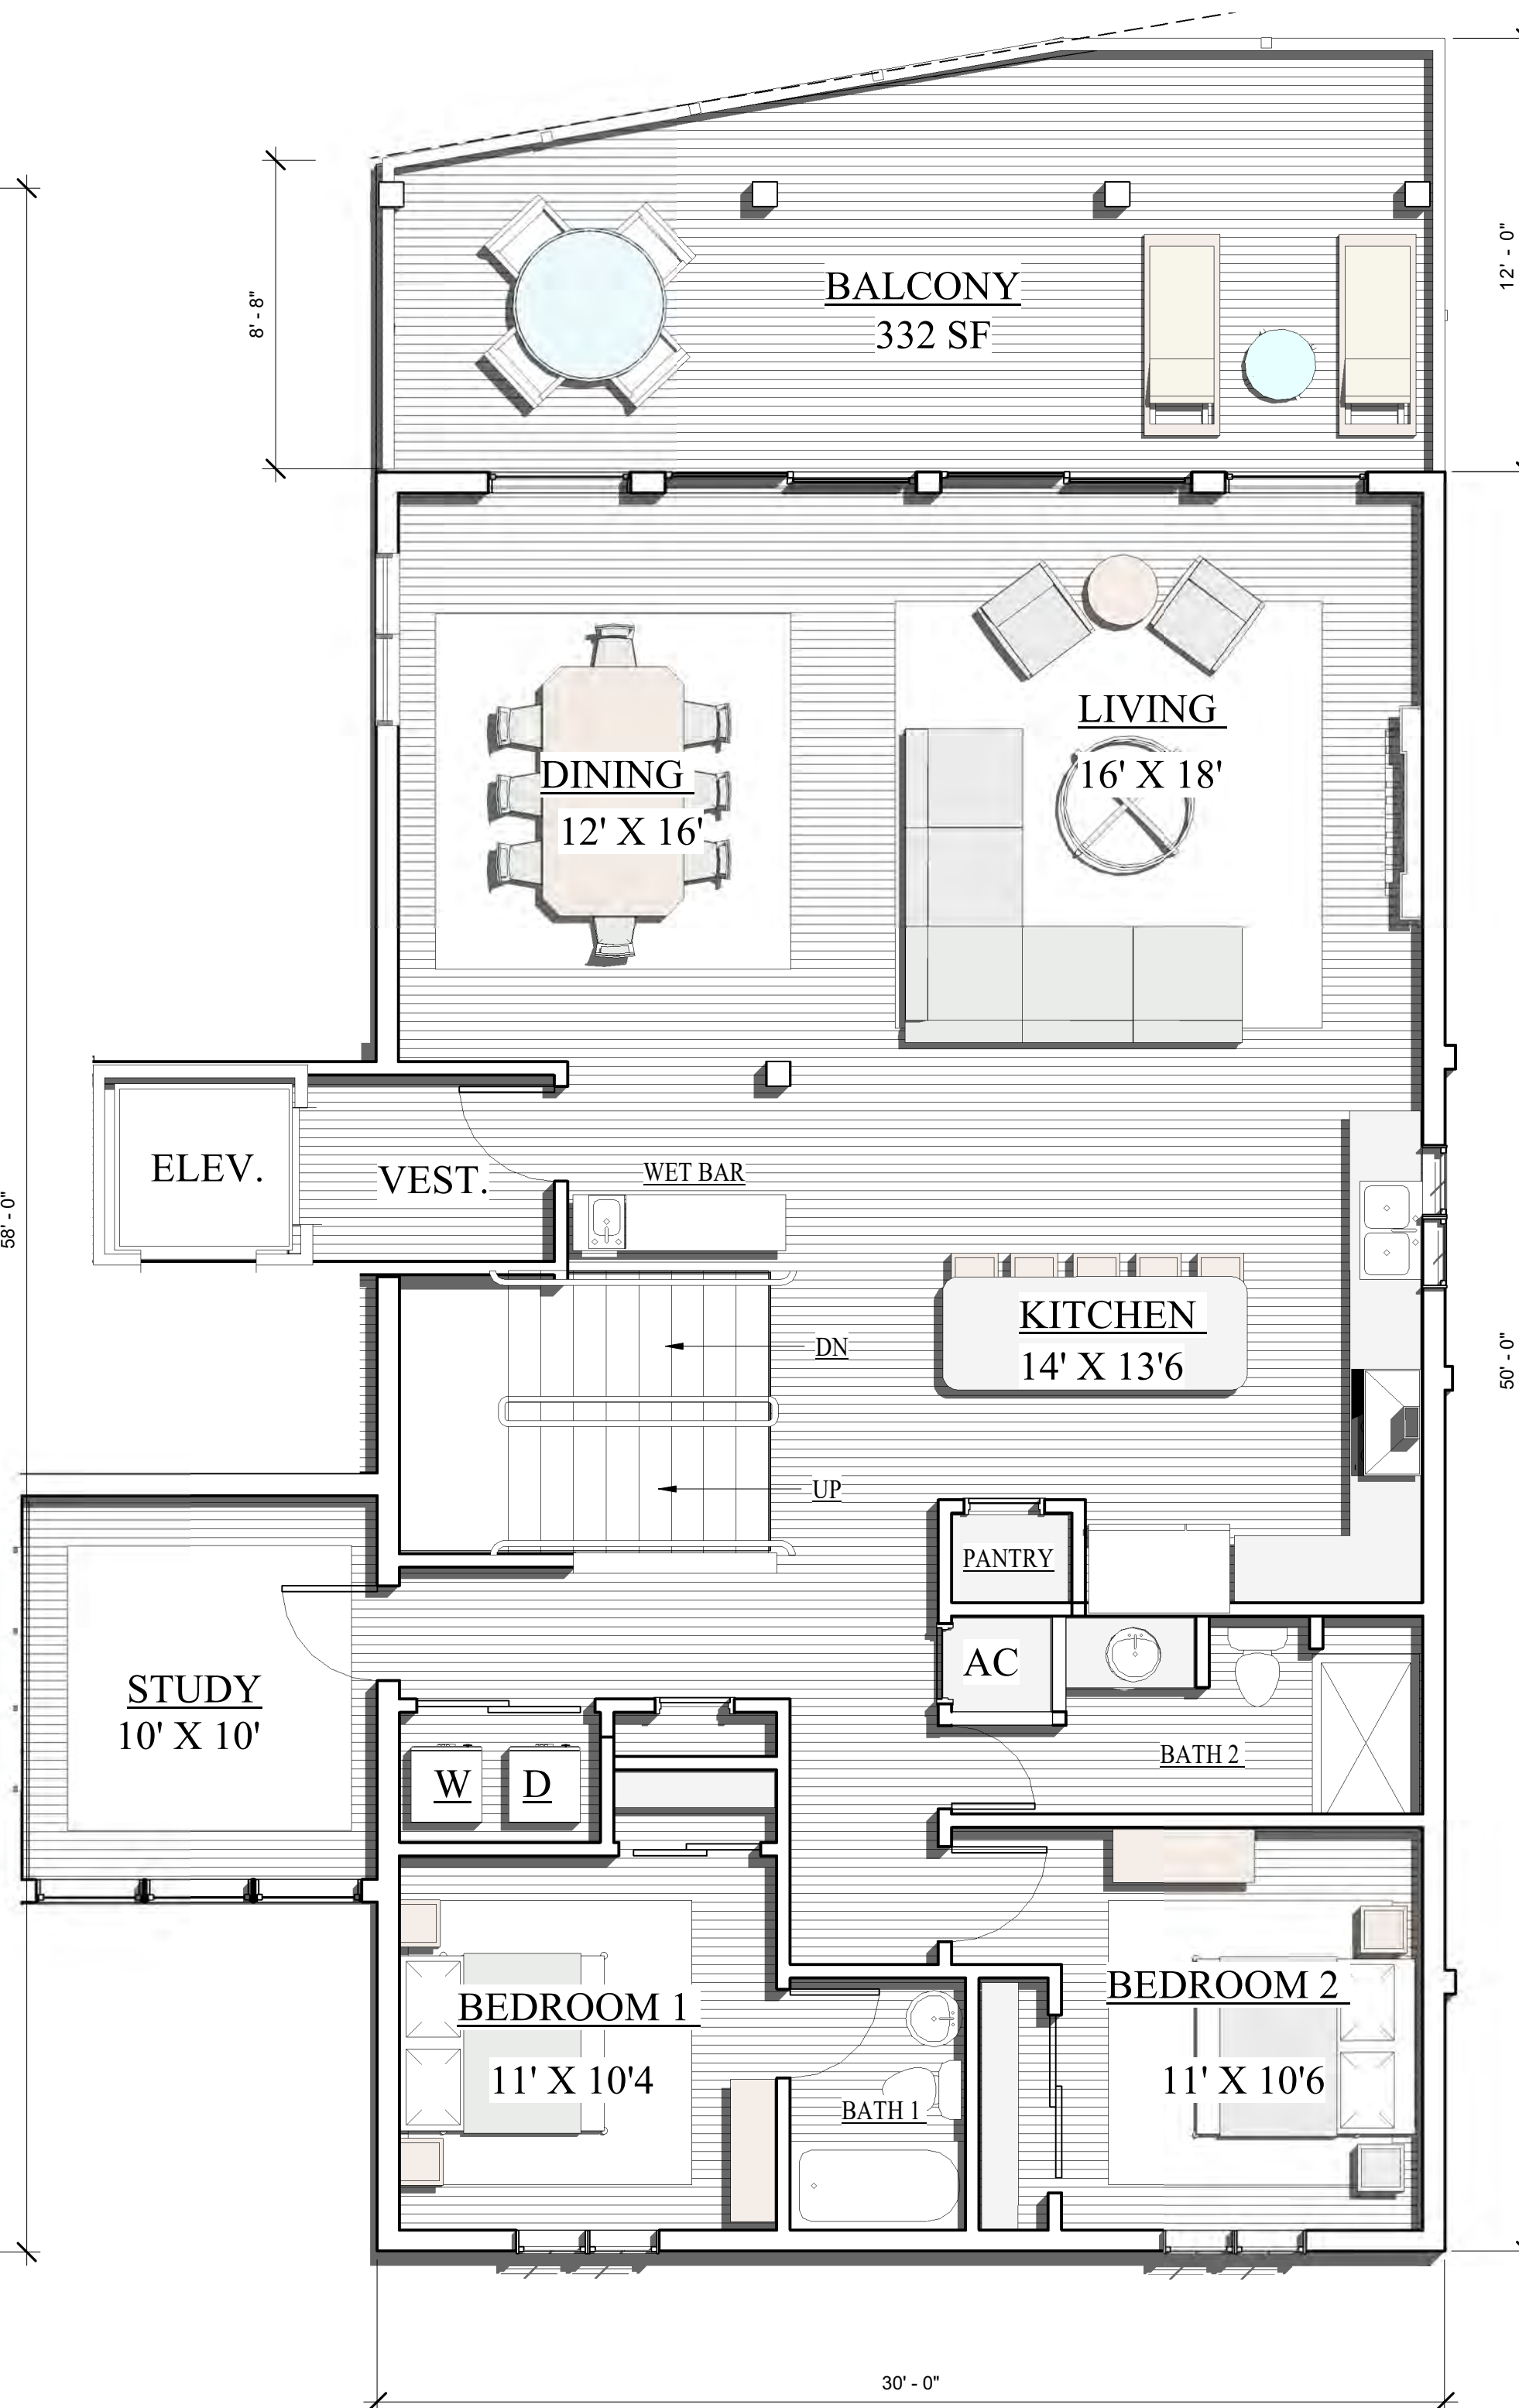 BALCONY
332 SF
12' - 0"
8' - 8"
LIVING
16' X 18'
DINING
12' X 16'
ELEV.
VEST.
WET BAR
58' - 0"
KITCHEN
14' X 13'6
DN
50' - 0"
UP
PANTRY
AC
STUDY
10' X 10'
BATH 2
W
D
BEDROOM 1
11' X 10'4
BEDROOM 2
11' X 10'6
BATH 1
30' - 0"